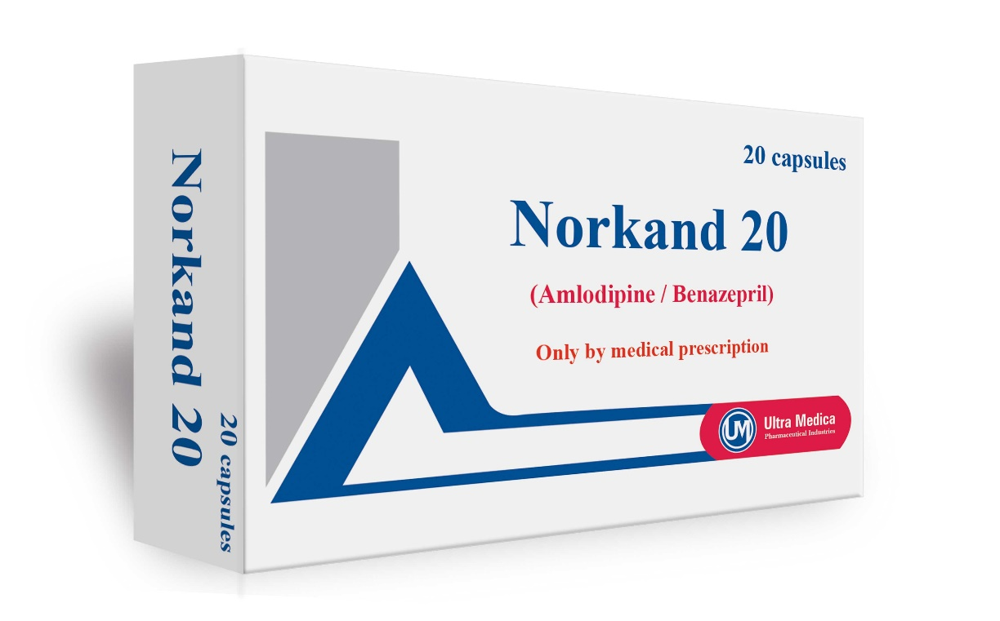 Norkand 20
20 capsules
20 capsules
Norkand 20
(Amlodipine / Benazepril)
Only by medical prescription
UM
Ultra Medica
Pharmaceutical Industries